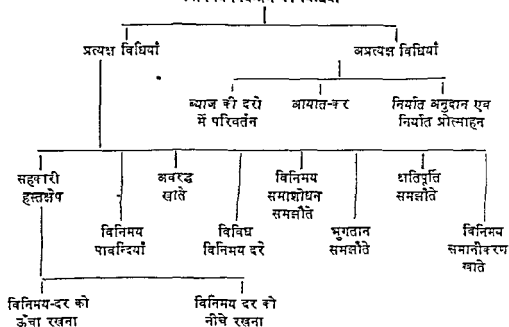 प्रत्यक्ष विधियाँ
अप्रत्यक्ष विधियाँ
ब्याज की दरो
में परिवर्तन
आयात-कर
निर्यात अनुदान एव
निर्यात प्रोत्साहन
सहकारी
हस्तक्षेप
अवरुद्ध
खाते
विनिमय
समाशोधन
समझौते
क्षतिपूर्ति
समझौते
विनिमय
पाबन्दियाँ
विविध
विनिमय दरे
भुगतान
समझौते
विनिमय
समानीकरण
खाते
विनिमय-दर को
ऊँचा रखना
विनिमय दर को
नीचे रखना